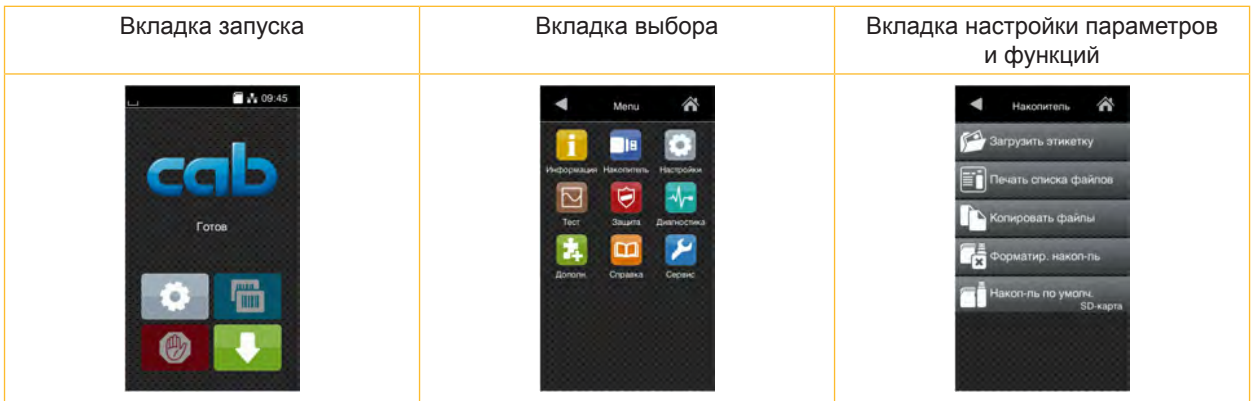 Вкладка запуска
Вкладка выбора
Вкладка настройки параметров
и функций
09:45
cab
Готов
Menu
Информация Накопитель Настройки
Тест Защита Диагностика
Дополн. Справка Сервис
Накопитель
Загрузить этикетку
Печать списка файлов
Копировать файлы
Форматир. накоп-ль
Накоп-ль по умолч.
SD-карта